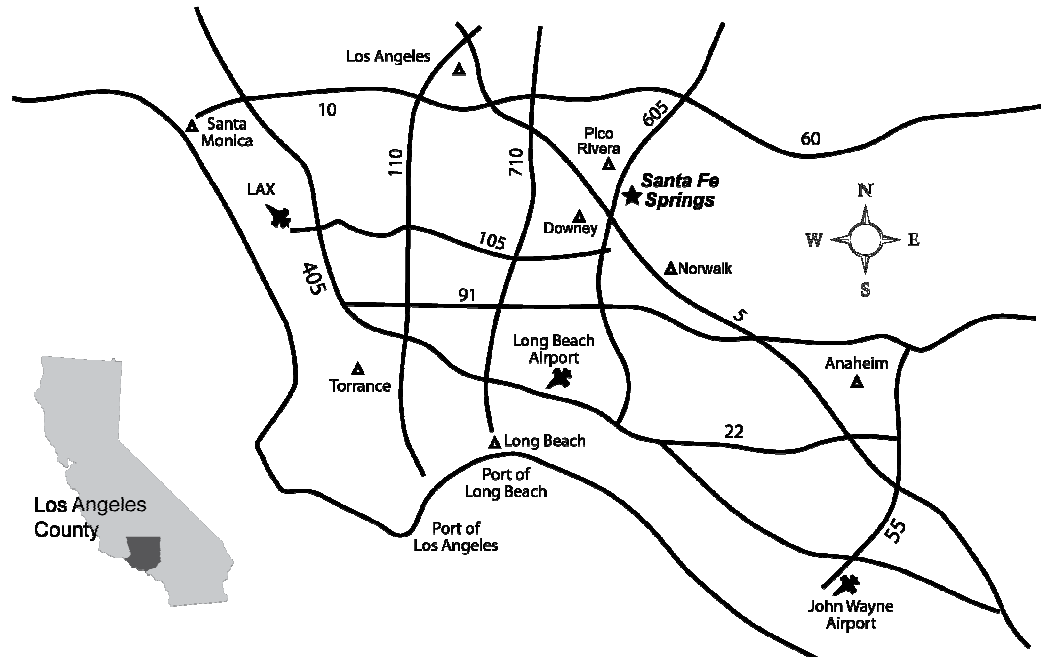 Los Angeles
10
605
60
Santa
Monica
Pico
Rivera
110
710
Santa Fe
Springs
LAX
N
W
E
S
Downey
105
Norwalk
405
91
5
Long Beach
Airport
Anaheim
Torrance
22
Long Beach
Port of
Long Beach
Los Angeles
County
Port of
Los Angeles
55
John Wayne
Airport